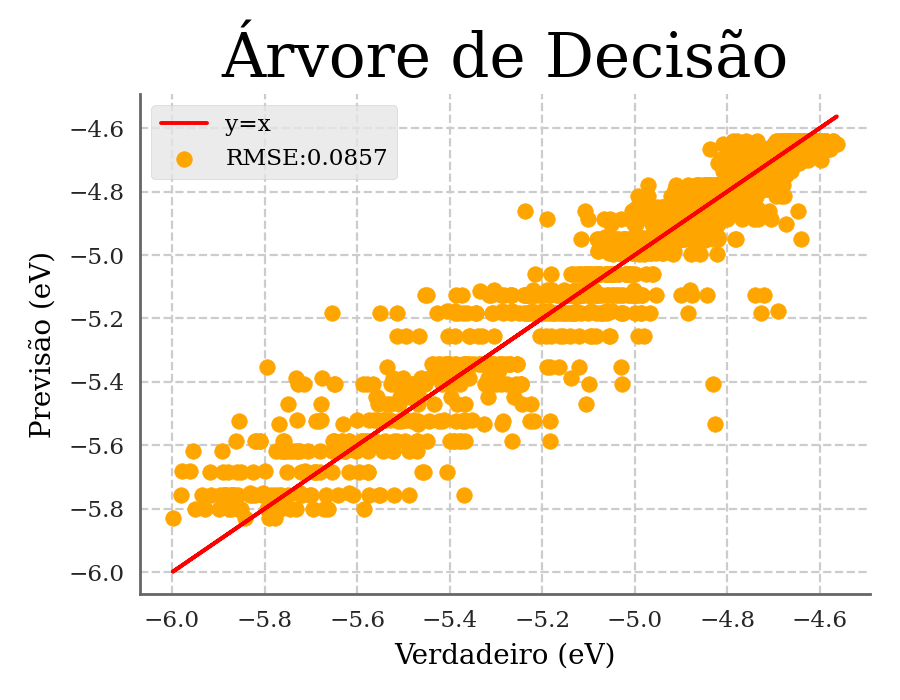 Árvore de Decisão
y=x
RMSE:0.0857
Previsão (eV)
−4.6
−4.8
−5.0
−5.2
−5.4
−5.6
−5.8
−6.0
−6.0 −5.8 −5.6 −5.4 −5.2 −5.0 −4.8 −4.6
Verdadeiro (eV)